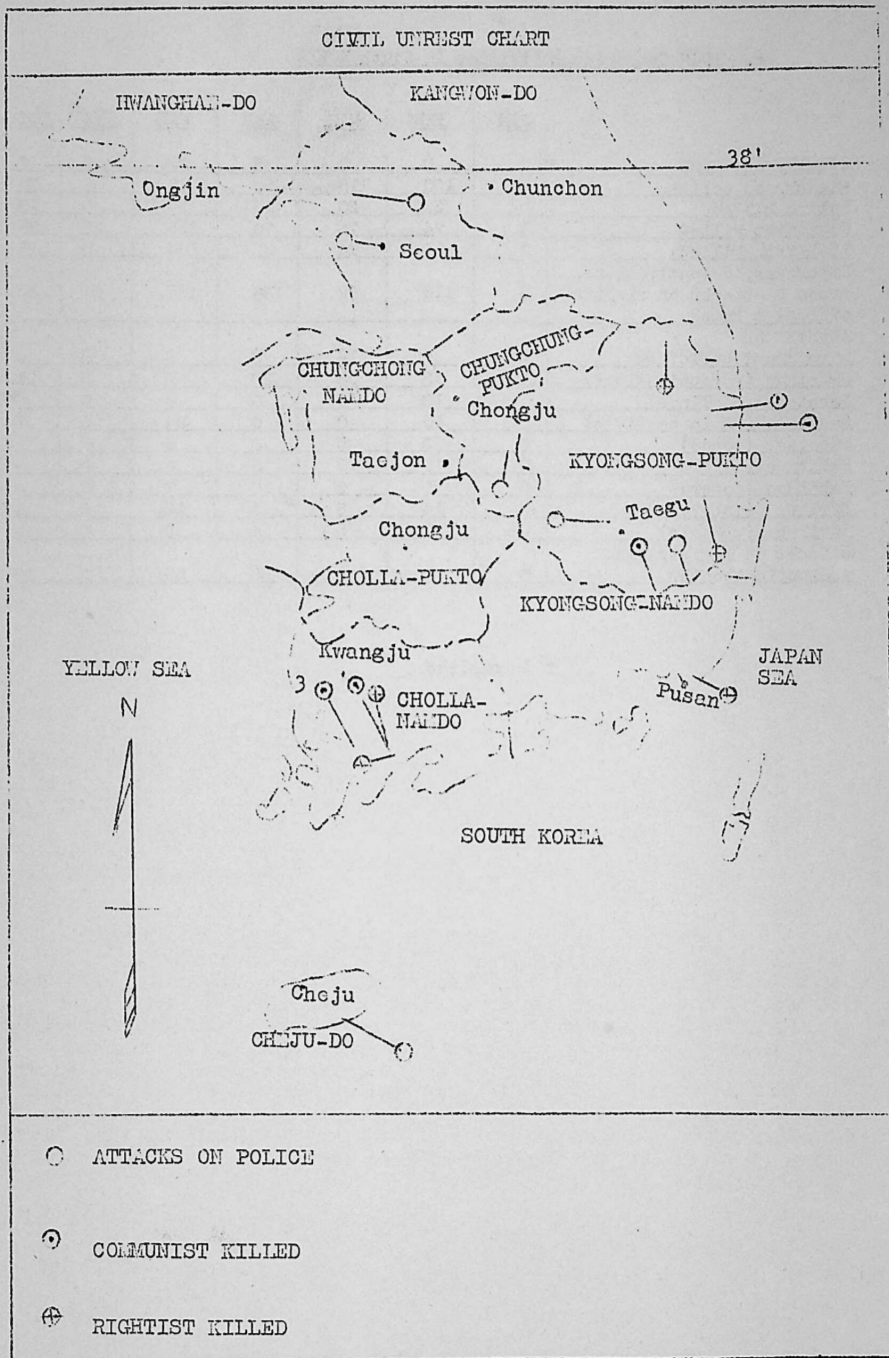 CIVIL UNREST CHART
HWANGHAE-DO
KANGWON-DO
38'
Ongjin
Chunchon
Seoul
CHUNGCHONG
NAMDO
CHUNGCHUNG-
PUKTO
Chongju
Taejon
KYONGSONG-PUKTO
Taegu
Chongju
CHOLLA-PUKTO
KYONGSONG-NAMDO
Kwangju
YELLOW SEA
JAPAN
SEA
N
3
CHOLLA-
NAMDO
Pusan
SOUTH KOREA
Cheju
CHEJU-DO
ATTACKS ON POLICE
COMMUNIST KILLED
RIGHTIST KILLED